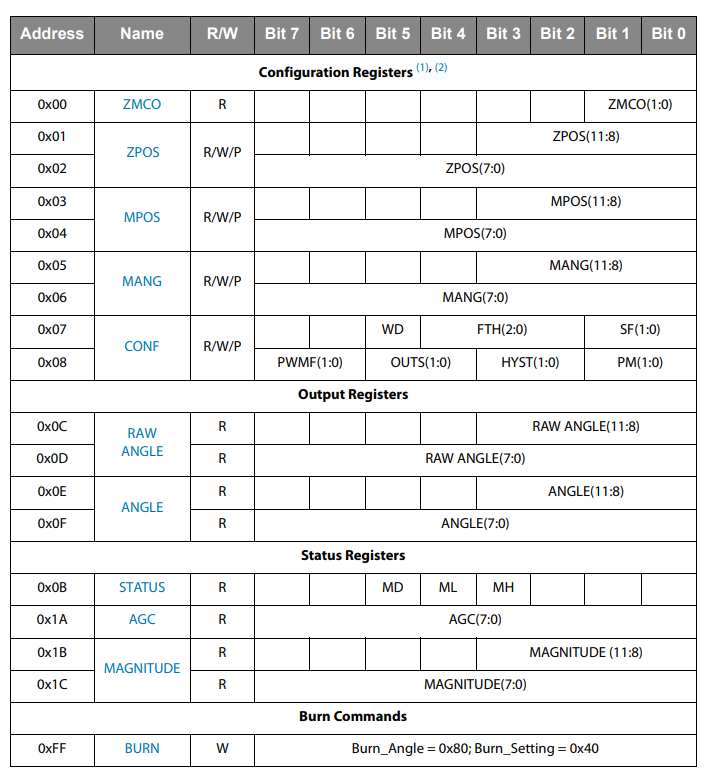 Address Name R/W Bit 7 Bit 6 Bit 5 Bit 4 Bit 3 Bit 2 Bit 1 Bit 0
Configuration Registers (1), (2)
0x00 ZMCO R ZMCO(1:0)
0x01 ZPOS(11:8)
ZPOS R/W/P
0x02 ZPOS(7:0)
0x03 MPOS(11:8)
MPOS R/W/P
0x04 MPOS(7:0)
0x05 MANG(11:8)
MANG R/W/P
0x06 MANG(7:0)
0x07 WD FTH(2:0) SF(1:0)
CONF R/W/P
0x08 PWMF(1:0) OUTS(1:0) HYST(1:0) PM(1:0)
Output Registers
0x0C R RAW ANGLE(11:8)
RAW
ANGLE
0x0D R RAW ANGLE(7:0)
0x0E R ANGLE(11:8)
ANGLE
0x0F R ANGLE(7:0)
Status Registers
0x0B STATUS R MD ML MH
0x1A AGC R AGC(7:0)
0x1B R MAGNITUDE (11:8)
MAGNITUDE
0x1C R MAGNITUDE(7:0)
Burn Commands
0xFF BURN W Burn_Angle = 0x80; Burn_Setting = 0x40